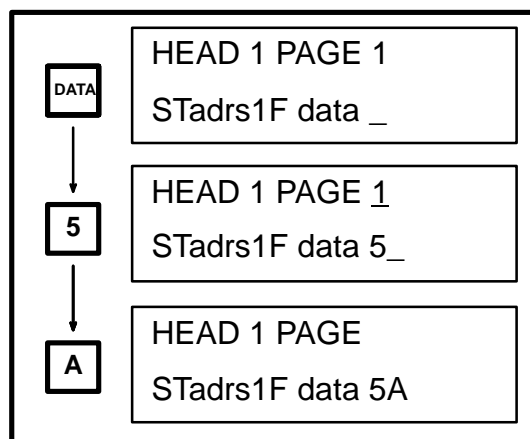 DATA
HEAD 1 PAGE 1
STadrs1F data _
5
HEAD 1 PAGE 1
STadrs1F data 5_
A
HEAD 1 PAGE
STadrs1F data 5A